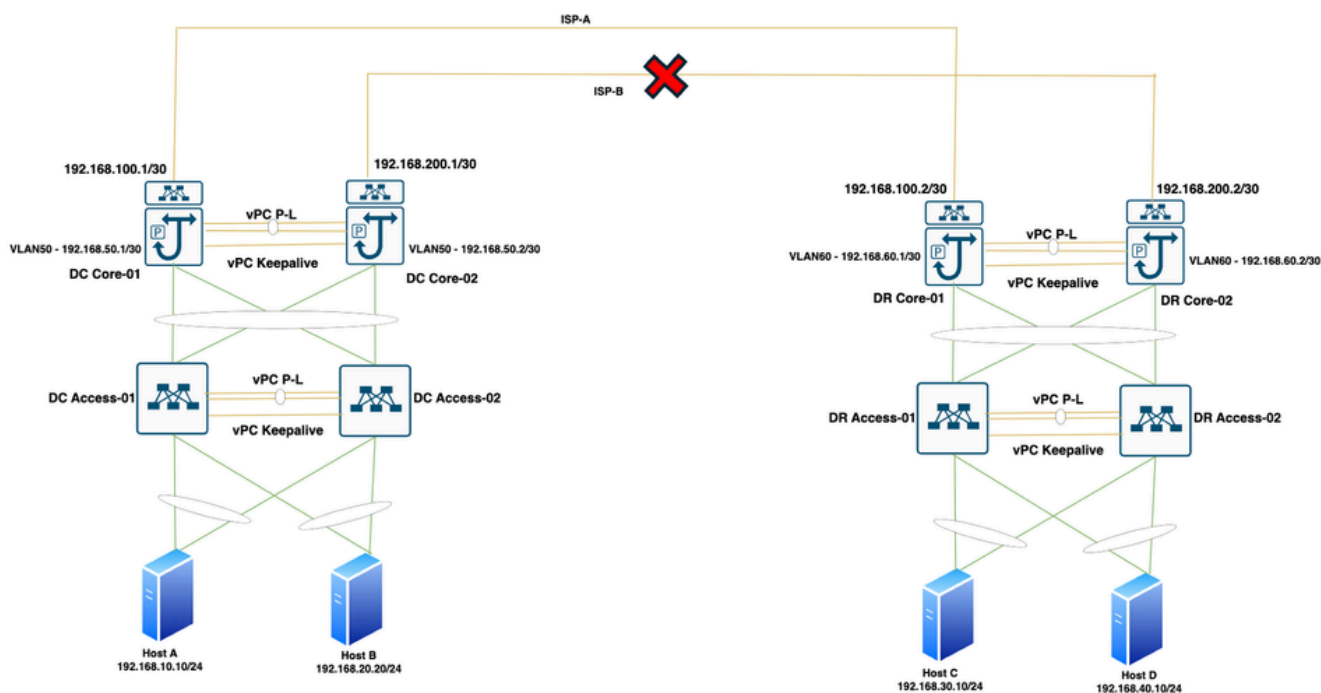 ISP-A
ISP-B
192.168.100.1/30
192.168.200.1/30
192.168.100.2/30
192.168.200.2/30
vPC P-L
P
P
VLAN50 - 192.168.50.1/30
VLAN50 - 192.168.50.2/30
vPC Keepalive
DC Core-01
DC Core-02
vPC P-L
P
P
VLAN60 - 192.168.60.1/30
VLAN60 - 192.168.60.2/30
vPC Keepalive
DR Core-01
DR Core-02
vPC P-L
DC Access-01
DC Access-02
vPC Keepalive
vPC P-L
DR Access-01
DR Access-02
vPC Keepalive
Host A
192.168.10.10/24
Host B
192.168.20.20/24
Host C
192.168.30.10/24
Host D
192.168.40.10/24